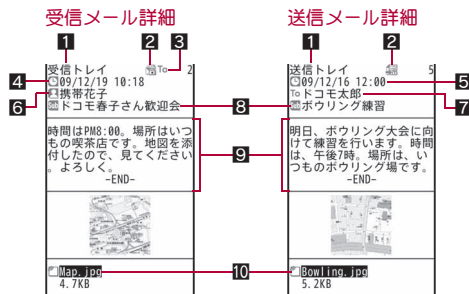 受信メール詳細
送信メール詳細
1 2 3
受信トレイ To 2
4 09/12/19 10:18
6 携帯花子
Sub ドコモ春子さん歓迎会
時間はPM8:00。場所はいつ
もの喫茶店です。地図を添
付したので、見てください
。よろしく。
-END-
Map.jpg
4.7KB
8
9
10
1 2
送信トレイ 5
09/12/16 12:00 5
To ドコモ太郎 7
Sub ボウリング練習
明日、ボウリング大会に向
けて練習を行います。時間
は、午後7時。場所は、い
つものボウリング場です。
-END-
Bowling.jpg
5.2KB